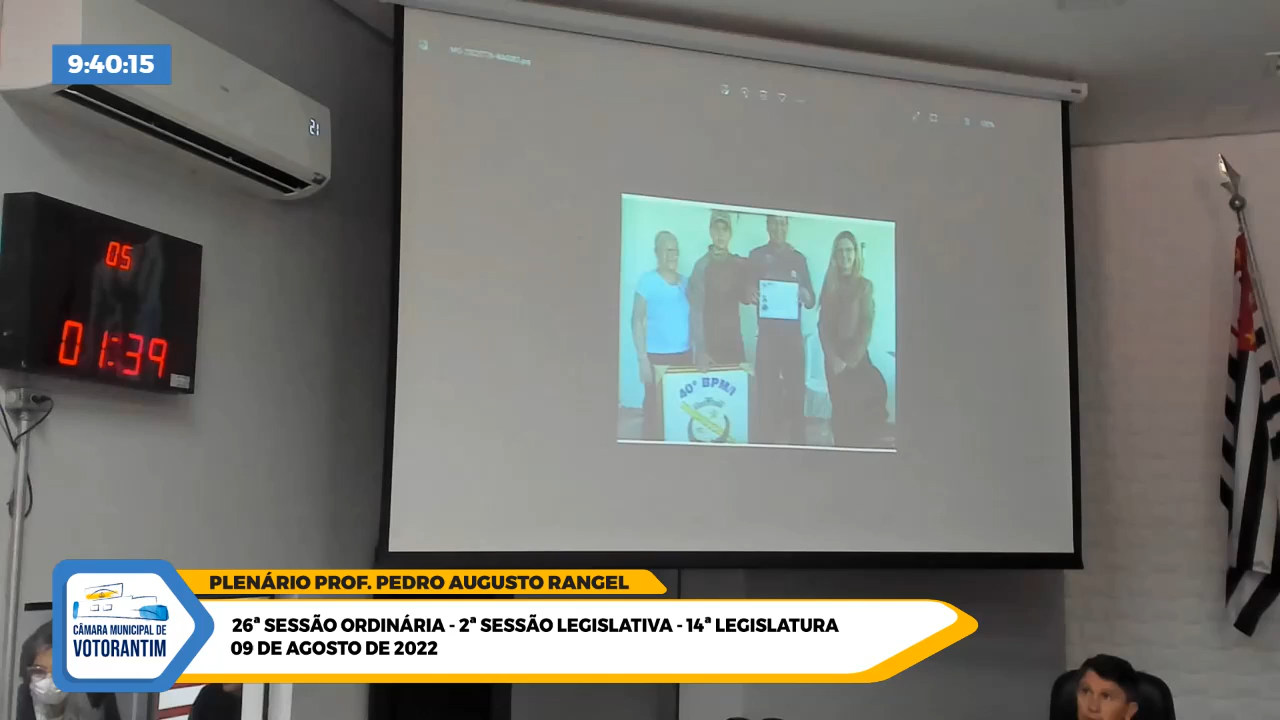 9:40:15
21
05
01:39
100%
40º BPM/I
PLENÁRIO PROF. PEDRO AUGUSTO RANGEL
26ª SESSÃO ORDINÁRIA - 2ª SESSÃO LEGISLATIVA - 14ª LEGISLATURA
09 DE AGOSTO DE 2022
CÂMARA MUNICIPAL DE
VOTORANTIM